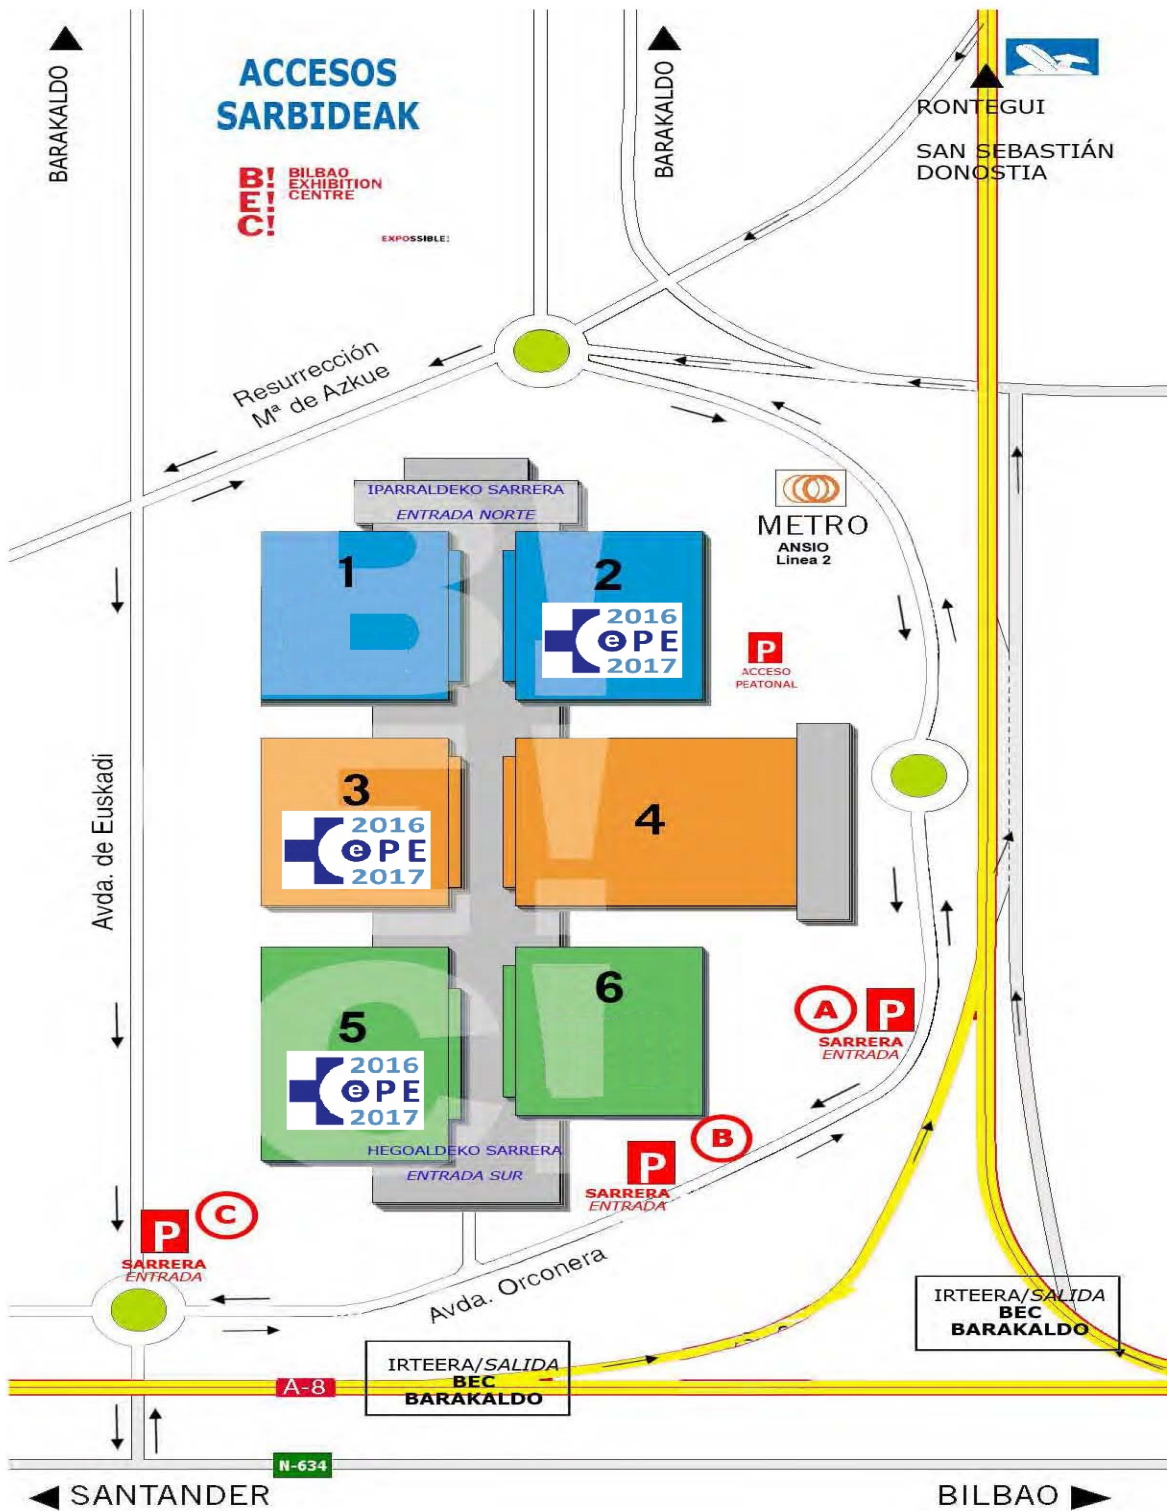 BARAKALDO
ACCESOS
SARBIDEAK
B!
E!
C!
BILBAO
EXHIBITION
CENTRE
EXPOSSIBLE!
BARAKALDO
RONTEGUI
SAN SEBASTIÁN
DONOSTIA
Resurrección
Mª de Azkue
IPARRALDEKO SARRERA
ENTRADA NORTE
METRO
ANSIO
Linea 2
1
2
2016
ePE
2017
P
ACCESO
PEATONAL
Avda. de Euskadi
3
2016
ePE
2017
4
5
2016
ePE
2017
6
A
P
SARRERA
ENTRADA
HEGOALDEKO SARRERA
ENTRADA SUR
B
P
SARRERA
ENTRADA
C
P
SARRERA
ENTRADA
Avda. Orconera
IRTEERA/SALIDA
BEC
BARAKALDO
IRTEERA/SALIDA
BEC
BARAKALDO
A-8
N-634
SANTANDER
BILBAO